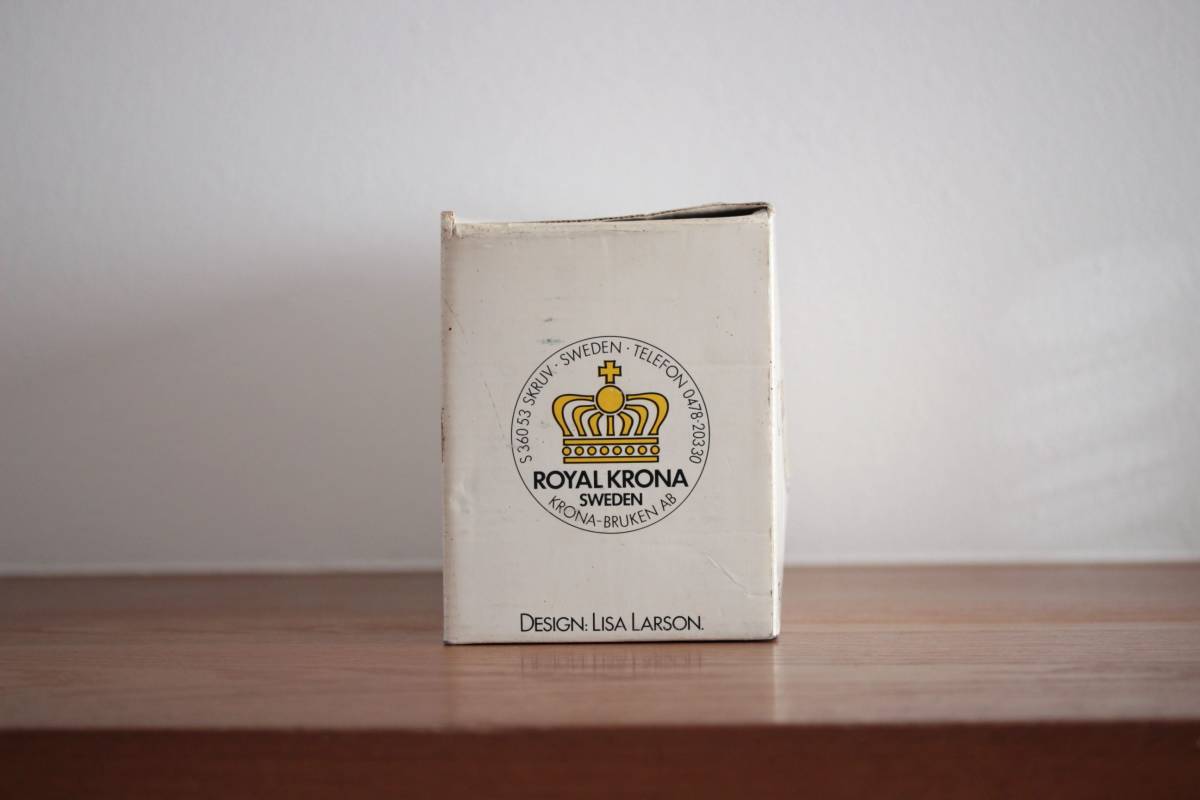 S 360 53 SKRUV · SWEDEN · TELEFON 0478-20330
ROYAL KRONA
SWEDEN
KRONA-BRUKEN AB
DESIGN: LISA LARSON.